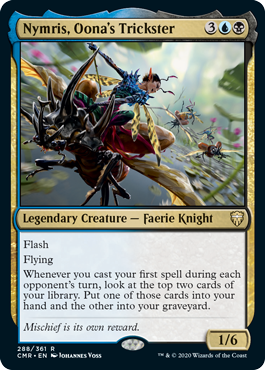 Nymris, Oona's Trickster 3
Legendary Creature — Faerie Knight
Flash
Flying
Whenever you cast your first spell during each
opponent's turn, look at the top two cards of
your library. Put one of those cards into your
hand and the other into your graveyard.
Mischief is its own reward.
1/6
288/361 R
CMR • EN Johannes Voss
™ & © 2020 Wizards of the Coast